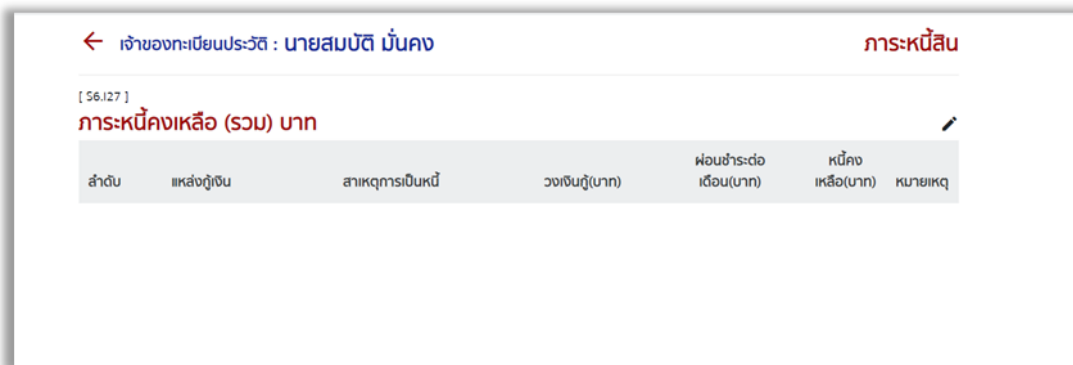 ← เจ้าของทะเบียนประวัติ : นายสมบัติ มั่นคง ภาระหนี้สิน
[ S6.I27 ]
ภาระหนี้คงเหลือ (รวม) บาท
ลำดับ แหล่งกู้เงิน สาเหตุการเป็นหนี้ วงเงินกู้(บาท) ผ่อนชำระต่อ
เดือน(บาท) หนี้คง
เหลือ(บาท) หมายเหตุ